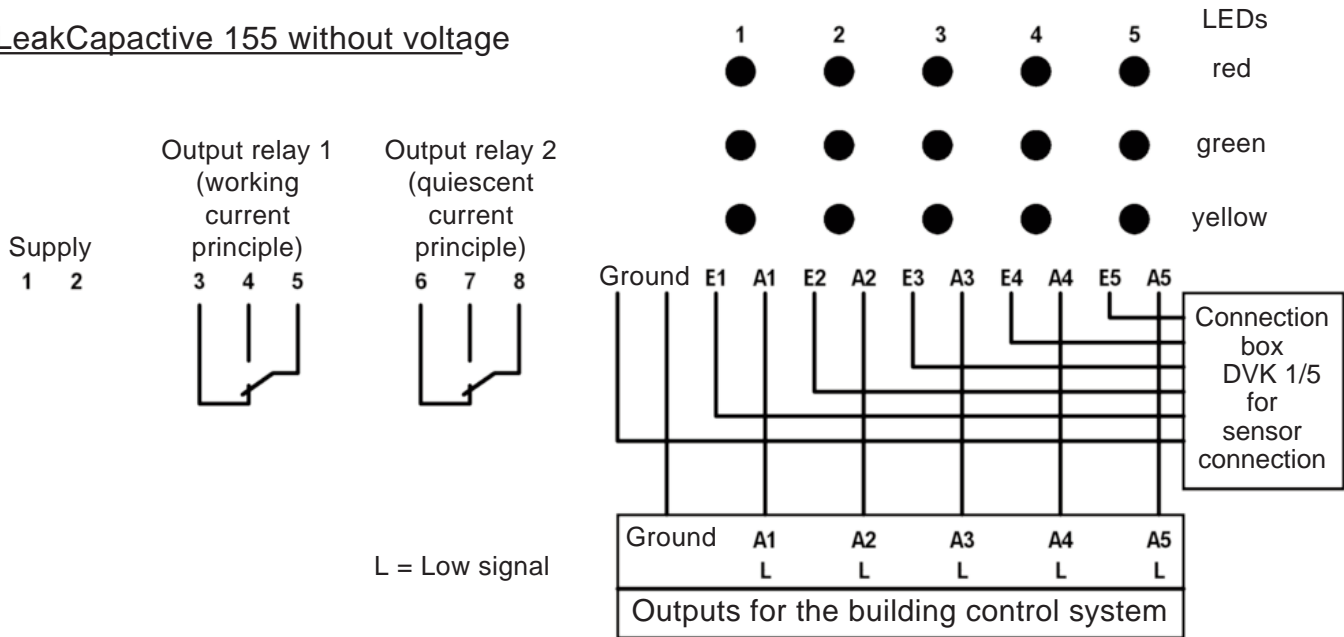 LeakCapactive 155 without voltage
LEDs
1 2 3 4 5
red
green
yellow
Output relay 1
(working
current
principle)
Output relay 2
(quiescent
current
principle)
Supply
1 2
3 4 5
6 7 8
Ground E1 A1 E2 A2 E3 A3 E4 A4 E5 A5
Connection
box
DVK 1/5
for
sensor
connection
Ground A1 A2 A3 A4 A5
L L L L L
L = Low signal
Outputs for the building control system